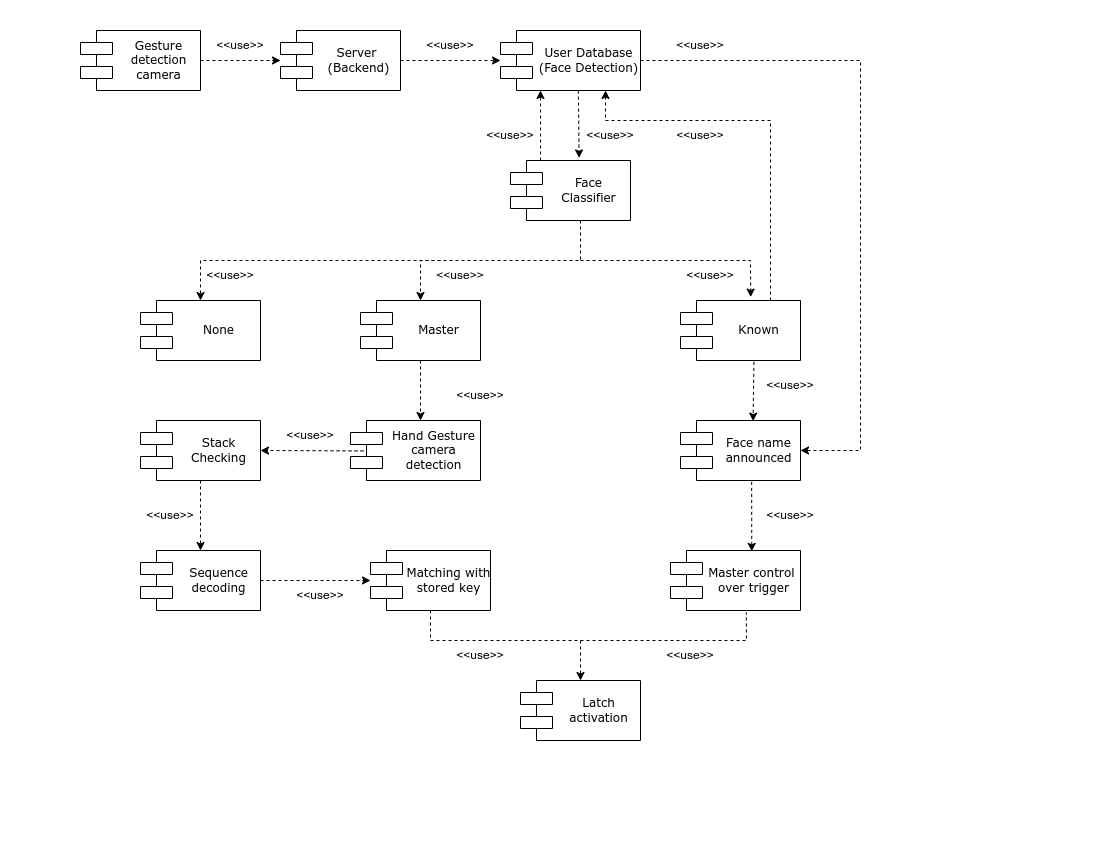 Gesture
detection
camera
<<use>>
Server
(Backend)
<<use>>
User Database
(Face Detection)
<<use>>
<<use>>
<<use>>
<<use>>
Face
Classifier
<<use>>
<<use>>
<<use>>
None
Master
Known
<<use>>
<<use>>
Stack
Checking
<<use>>
Hand Gesture
camera
detection
Face name
announced
<<use>>
<<use>>
Sequence
decoding
<<use>>
Matching with
stored key
Master control
over trigger
<<use>>
<<use>>
Latch
activation